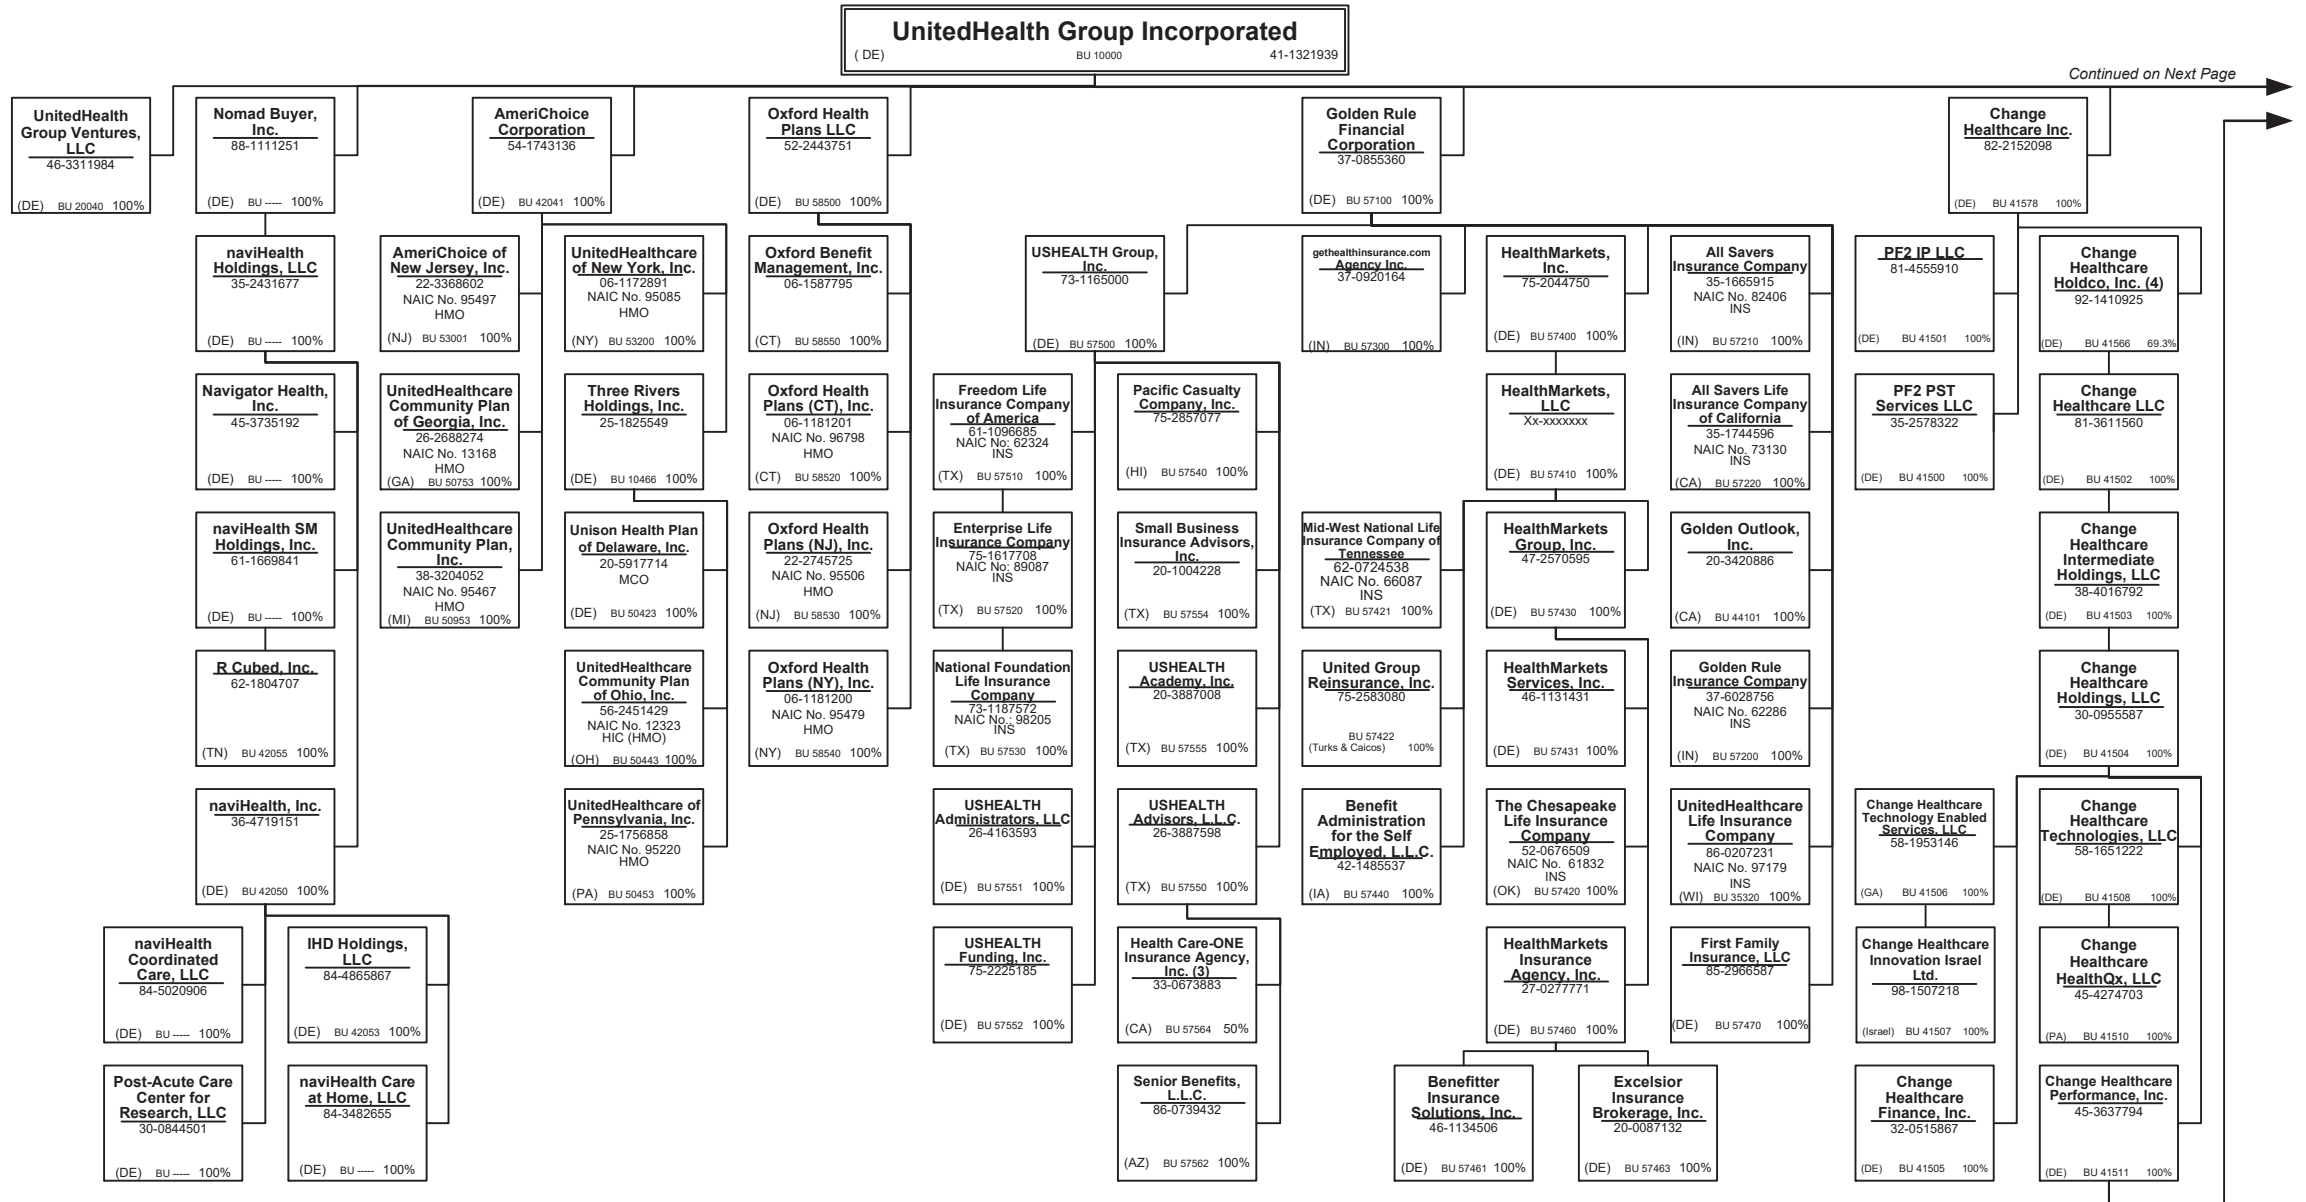 UnitedHealth Group Incorporated
( DE) BU 10000 41-1321939
Continued on Next Page
UnitedHealth
Group Ventures,
LLC
46-3311984
(DE) BU 20040 100%
Nomad Buyer,
Inc.
88-1111251
(DE) BU ----- 100%
AmeriChoice
Corporation
54-1743136
(DE) BU 42041 100%
Oxford Health
Plans LLC
52-2443751
(DE) BU 58500 100%
Golden Rule
Financial
Corporation
37-0855360
(DE) BU 57100 100%
Change
Healthcare Inc.
82-2152098
(DE) BU 41578 100%
naviHealth
Holdings, LLC
35-2431677
(DE) BU ----- 100%
AmeriChoice of
New Jersey, Inc.
22-3368602
NAIC No. 95497
HMO
(NJ) BU 53001 100%
UnitedHealthcare
of New York, Inc.
06-1172891
NAIC No. 95085
HMO
(NY) BU 53200 100%
Oxford Benefit
Management, Inc.
06-1587795
(CT) BU 58550 100%
USHEALTH Group,
Inc.
73-1165000
(DE) BU 57500 100%
gethealthinsurance.com
Agency Inc.
37-0920164
(IN) BU 57300 100%
HealthMarkets,
Inc.
75-2044750
(DE) BU 57400 100%
All Savers
Insurance Company
35-1665915
NAIC No. 82406
INS
(IN) BU 57210 100%
PF2 IP LLC
81-4555910
(DE) BU 41501 100%
Change
Healthcare
Holdco, Inc. (4)
92-1410925
(DE) BU 41566 69.3%
Navigator Health,
Inc.
45-3735192
(DE) BU ----- 100%
UnitedHealthcare
Community Plan
of Georgia, Inc.
26-2688274
NAIC No. 13168
HMO
(GA) BU 50753 100%
Three Rivers
Holdings, Inc.
25-1825549
(DE) BU 10466 100%
Oxford Health
Plans (CT), Inc.
06-1181201
NAIC No. 96798
HMO
(CT) BU 58520 100%
Freedom Life
Insurance Company
of America
61-1096685
NAIC No: 62324
INS
(TX) BU 57510 100%
Pacific Casualty
Company, Inc.
75-2857077
(HI) BU 57540 100%
HealthMarkets,
LLC
Xx-xxxxxxx
(DE) BU 57410 100%
All Savers Life
Insurance Company
of California
35-1744596
NAIC No. 73130
INS
(CA) BU 57220 100%
PF2 PST
Services LLC
35-2578322
(DE) BU 41500 100%
Change
Healthcare LLC
81-3611560
(DE) BU 41502 100%
naviHealth SM
Holdings, Inc.
61-1669841
(DE) BU ----- 100%
UnitedHealthcare
Community Plan,
Inc.
38-3204052
NAIC No. 95467
HMO
(MI) BU 50953 100%
Unison Health Plan
of Delaware, Inc.
20-5917714
MCO
(DE) BU 50423 100%
Oxford Health
Plans (NJ), Inc.
22-2745725
NAIC No. 95506
HMO
(NJ) BU 58530 100%
Enterprise Life
Insurance Company
75-1617708
NAIC No: 89087
INS
(TX) BU 57520 100%
Small Business
Insurance Advisors,
Inc.
20-1004228
(TX) BU 57554 100%
Mid-West National Life
Insurance Company of
Tennessee
62-0724538
NAIC No. 66087
INS
(TX) BU 57421 100%
HealthMarkets
Group, Inc.
47-2570595
(DE) BU 57430 100%
Golden Outlook,
Inc.
20-3420886
(CA) BU 44101 100%
Change
Healthcare
Intermediate
Holdings, LLC
38-4016792
(DE) BU 41503 100%
R Cubed, Inc.
62-1804707
(TN) BU 42055 100%
UnitedHealthcare
Community Plan
of Ohio, Inc.
56-2451429
NAIC No. 12323
HIC (HMO)
(OH) BU 50443 100%
Oxford Health
Plans (NY), Inc.
06-1181200
NAIC No. 95479
HMO
(NY) BU 58540 100%
National Foundation
Life Insurance
Company
73-1187572
NAIC No.: 98205
INS
(TX) BU 57530 100%
USHEALTH
Academy, Inc.
20-3887008
(TX) BU 57555 100%
United Group
Reinsurance, Inc.
75-2583080
BU 57422
(Turks & Caicos) 100%
HealthMarkets
Services, Inc.
46-1131431
(DE) BU 57431 100%
Golden Rule
Insurance Company
37-6028756
NAIC No. 62286
INS
(IN) BU 57200 100%
Change
Healthcare
Holdings, LLC
30-0955587
(DE) BU 41504 100%
naviHealth, Inc.
36-4719151
(DE) BU 42050 100%
UnitedHealthcare of
Pennsylvania, Inc.
25-1756858
NAIC No. 95220
HMO
(PA) BU 50453 100%
USHEALTH
Administrators, LLC
26-4163593
(DE) BU 57551 100%
USHEALTH
Advisors, L.L.C.
26-3887598
(TX) BU 57550 100%
Benefit
Administration
for the Self
Employed, L.L.C.
42-1485537
(IA) BU 57440 100%
The Chesapeake
Life Insurance
Company
52-0676509
NAIC No. 61832
INS
(OK) BU 57420 100%
UnitedHealthcare
Life Insurance
Company
86-0207231
NAIC No. 97179
INS
(WI) BU 35320 100%
Change Healthcare
Technology Enabled
Services, LLC
58-1953146
(GA) BU 41506 100%
Change
Healthcare
Technologies, LLC
58-1651222
(DE) BU 41508 100%
naviHealth
Coordinated
Care, LLC
84-5020906
(DE) BU ----- 100%
IHD Holdings,
LLC
84-4865867
(DE) BU 42053 100%
USHEALTH
Funding, Inc.
75-2225185
(DE) BU 57552 100%
Health Care-ONE
Insurance Agency,
Inc. (3)
33-0673883
(CA) BU 57564 50%
HealthMarkets
Insurance
Agency, Inc.
27-0277771
(DE) BU 57460 100%
First Family
Insurance, LLC
85-2966587
(DE) BU 57470 100%
Change Healthcare
Innovation Israel
Ltd.
98-1507218
(Israel) BU 41507 100%
Change
Healthcare
HealthQx, LLC
45-4274703
(PA) BU 41510 100%
Post-Acute Care
Center for
Research, LLC
30-0844501
(DE) BU ----- 100%
naviHealth Care
at Home, LLC
84-3482655
(DE) BU ----- 100%
Senior Benefits,
L.L.C.
86-0739432
(AZ) BU 57562 100%
Benefitter
Insurance
Solutions, Inc.
46-1134506
(DE) BU 57461 100%
Excelsior
Insurance
Brokerage, Inc.
20-0087132
(DE) BU 57463 100%
Change
Healthcare
Finance, Inc.
32-0515867
(DE) BU 41505 100%
Change Healthcare
Performance, Inc.
45-3637794
(DE) BU 41511 100%